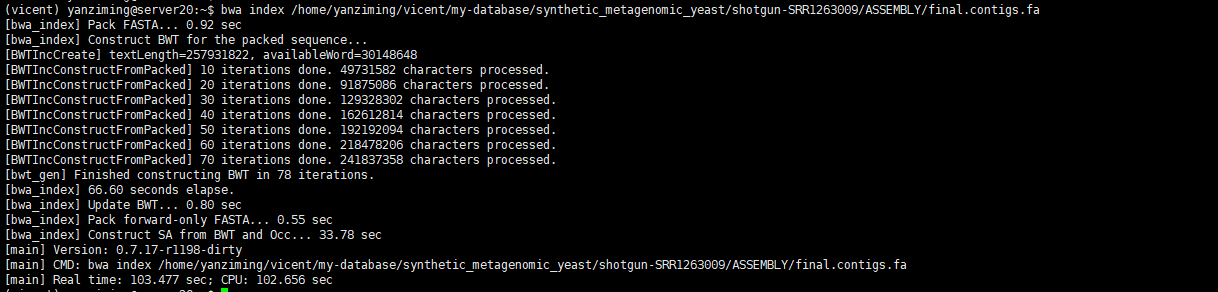 (vicent) yanziming@server20:~$ bwa index /home/yanziming/vicent/my-database/synthetic_metagenomic_yeast/shotgun-SRR1263009/ASSEMBLY/final.contigs.fa
[bwa_index] Pack FASTA... 0.92 sec
[bwa_index] Construct BWT for the packed sequence...
[BWTIncCreate] textLength=257931822, availableWord=30148648
[BWTIncConstructFromPacked] 10 iterations done. 49731582 characters processed.
[BWTIncConstructFromPacked] 20 iterations done. 91875086 characters processed.
[BWTIncConstructFromPacked] 30 iterations done. 129328302 characters processed.
[BWTIncConstructFromPacked] 40 iterations done. 162612814 characters processed.
[BWTIncConstructFromPacked] 50 iterations done. 192192094 characters processed.
[BWTIncConstructFromPacked] 60 iterations done. 218478206 characters processed.
[BWTIncConstructFromPacked] 70 iterations done. 241837358 characters processed.
[bwt_gen] Finished constructing BWT in 78 iterations.
[bwa_index] 66.60 seconds elapse.
[bwa_index] Update BWT... 0.80 sec
[bwa_index] Pack forward-only FASTA... 0.55 sec
[bwa_index] Construct SA from BWT and Occ... 33.78 sec
[main] Version: 0.7.17-r1198-dirty
[main] CMD: bwa index /home/yanziming/vicent/my-database/synthetic_metagenomic_yeast/shotgun-SRR1263009/ASSEMBLY/final.contigs.fa
[main] Real time: 103.477 sec; CPU: 102.656 sec